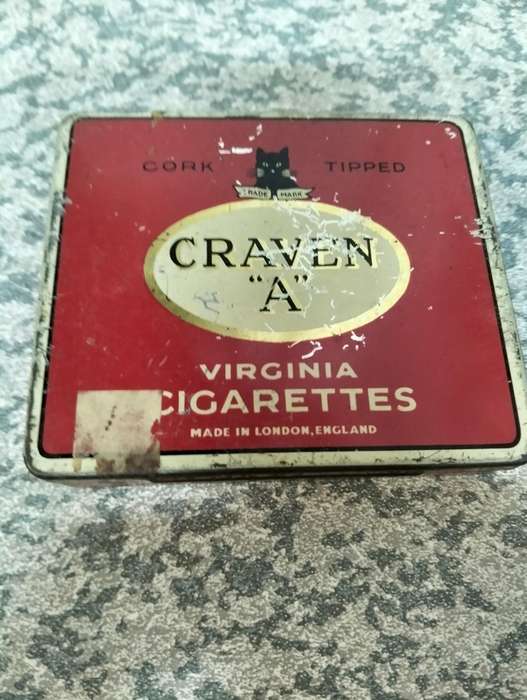 CORK TIPPED
TRADE MARK
CRAVEN
"A"
VIRGINIA
CIGARETTES
MADE IN LONDON, ENGLAND